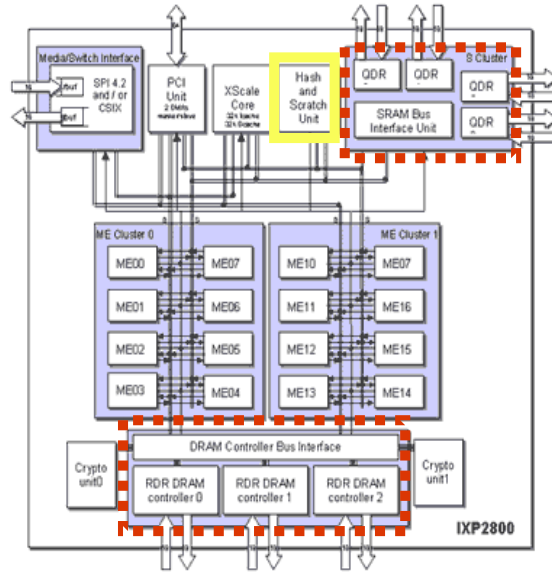 Media/Switch Interface
SPI 4.2
and / or
CSIX
PCI
Unit
XScale
Core
Hash
and
Scratch
Unit
S Cluster
QDR
QDR
QDR
QDR
SRAM Bus
Interface Unit
ME Cluster 0
ME Cluster 1
ME00
ME07
ME10
ME07
ME01
ME06
ME11
ME16
ME02
ME05
ME12
ME15
ME03
ME04
ME13
ME14
DRAM Controller Bus Interface
Crypto
unit0
RDR DRAM
controller 0
RDR DRAM
controller 1
RDR DRAM
controller 2
Crypto
unit1
IXP2800